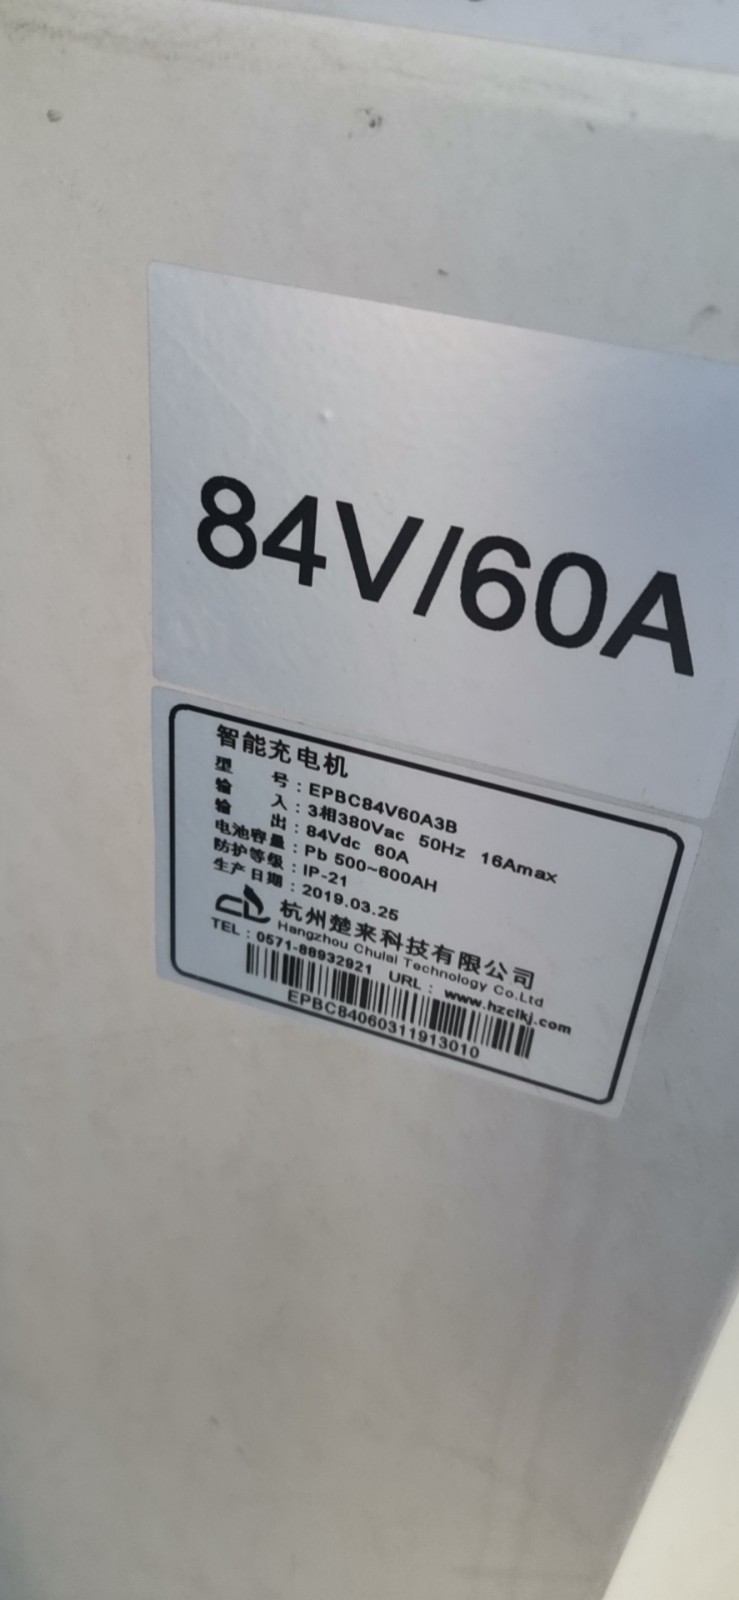 84V/60A
智能充电机
型 号：EPBC84V60A3B
输 入：3相380Vac 50Hz 16Amax
输 出：84Vdc 60A
电池容量：Pb 500~600AH
防护等级：IP-21
生产日期：2019.03.25
杭州楚来科技有限公司
Hangzhou Chulai Technology Co.Ltd
TEL：0571-88932921 URL：www.hzclkj.com
EPBC84060311913010